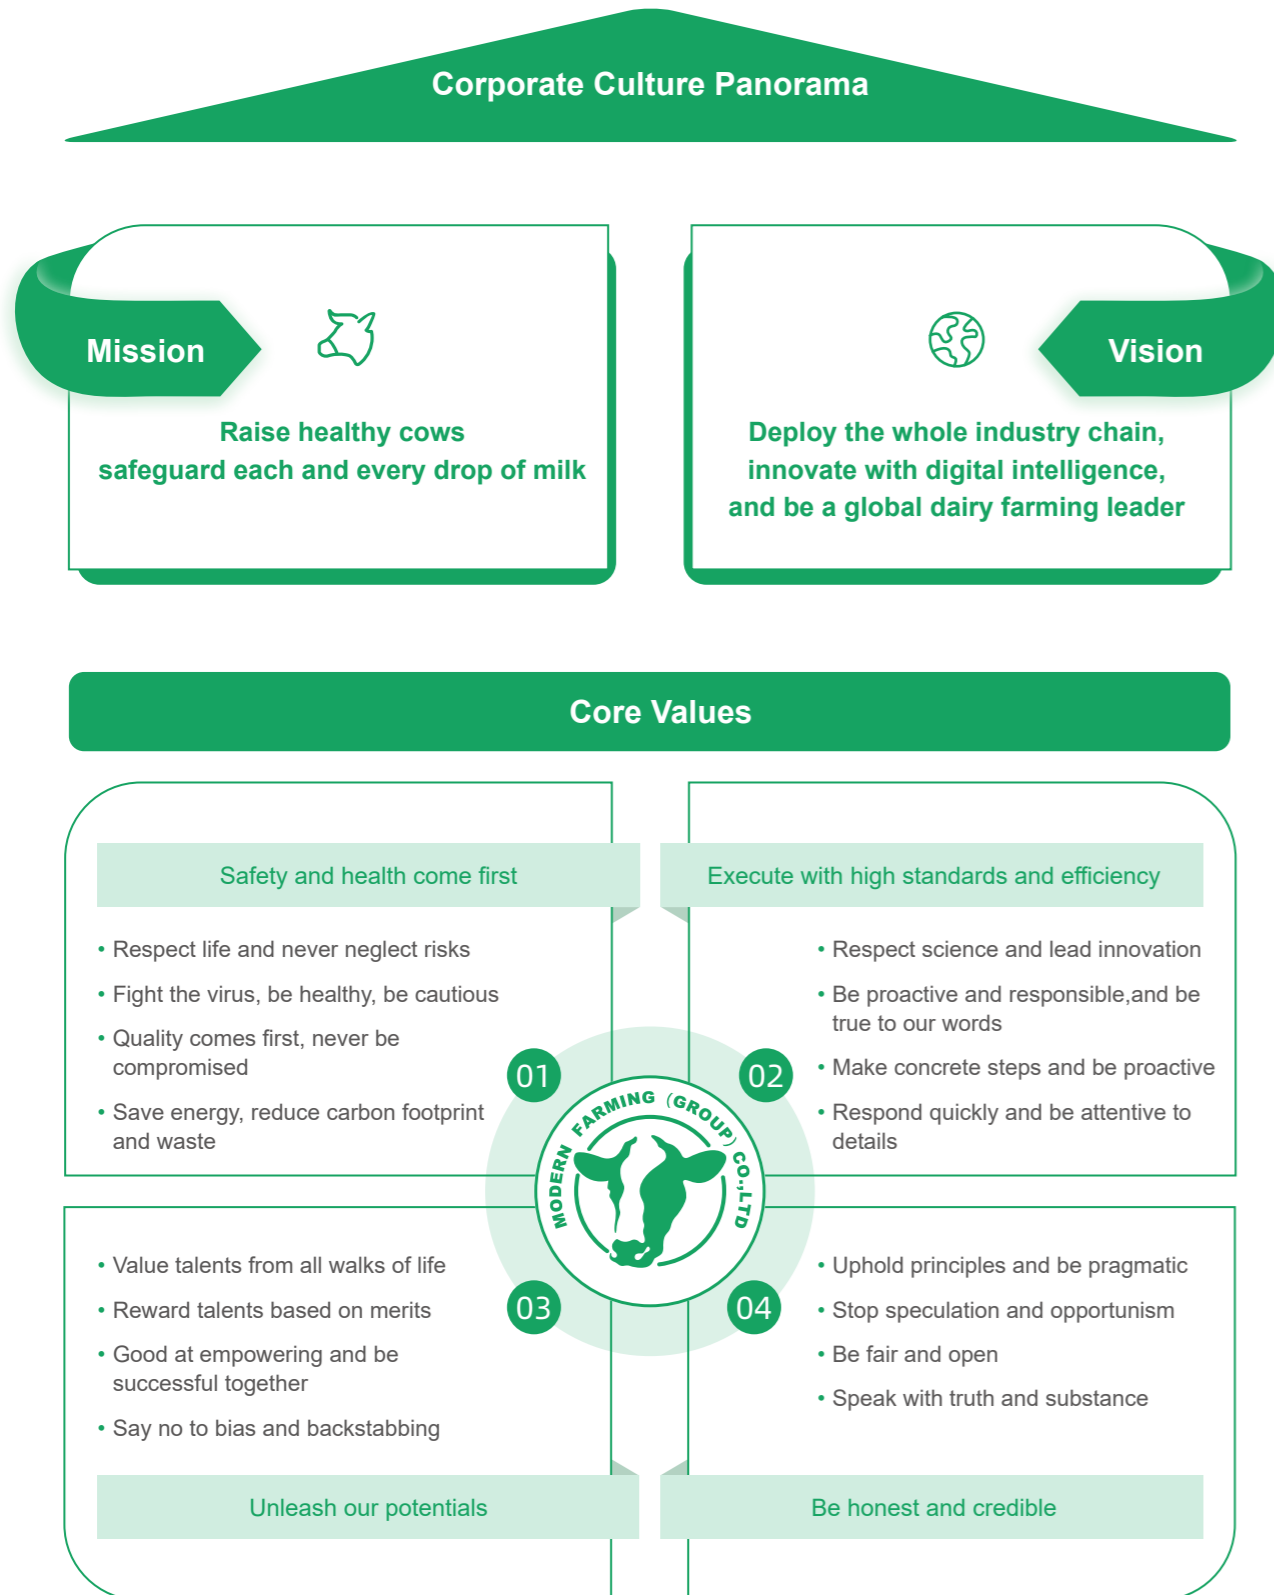 Corporate Culture Panorama
Mission
Raise healthy cows
safeguard each and every drop of milk
Vision
Deploy the whole industry chain,
innovate with digital intelligence,
and be a global dairy farming leader
Core Values
Safety and health come first
• Respect life and never neglect risks
• Fight the virus, be healthy, be cautious
• Quality comes first, never be
compromised
• Save energy, reduce carbon footprint
and waste
01
Execute with high standards and efficiency
• Respect science and lead innovation
• Be proactive and responsible,and be
true to our words
• Make concrete steps and be proactive
• Respond quickly and be attentive to
details
02
MODERN FARMING (GROUP) CO.,LTD
• Value talents from all walks of life
• Reward talents based on merits
• Good at empowering and be
successful together
• Say no to bias and backstabbing
03
Unleash our potentials
• Uphold principles and be pragmatic
• Stop speculation and opportunism
• Be fair and open
• Speak with truth and substance
04
Be honest and credible